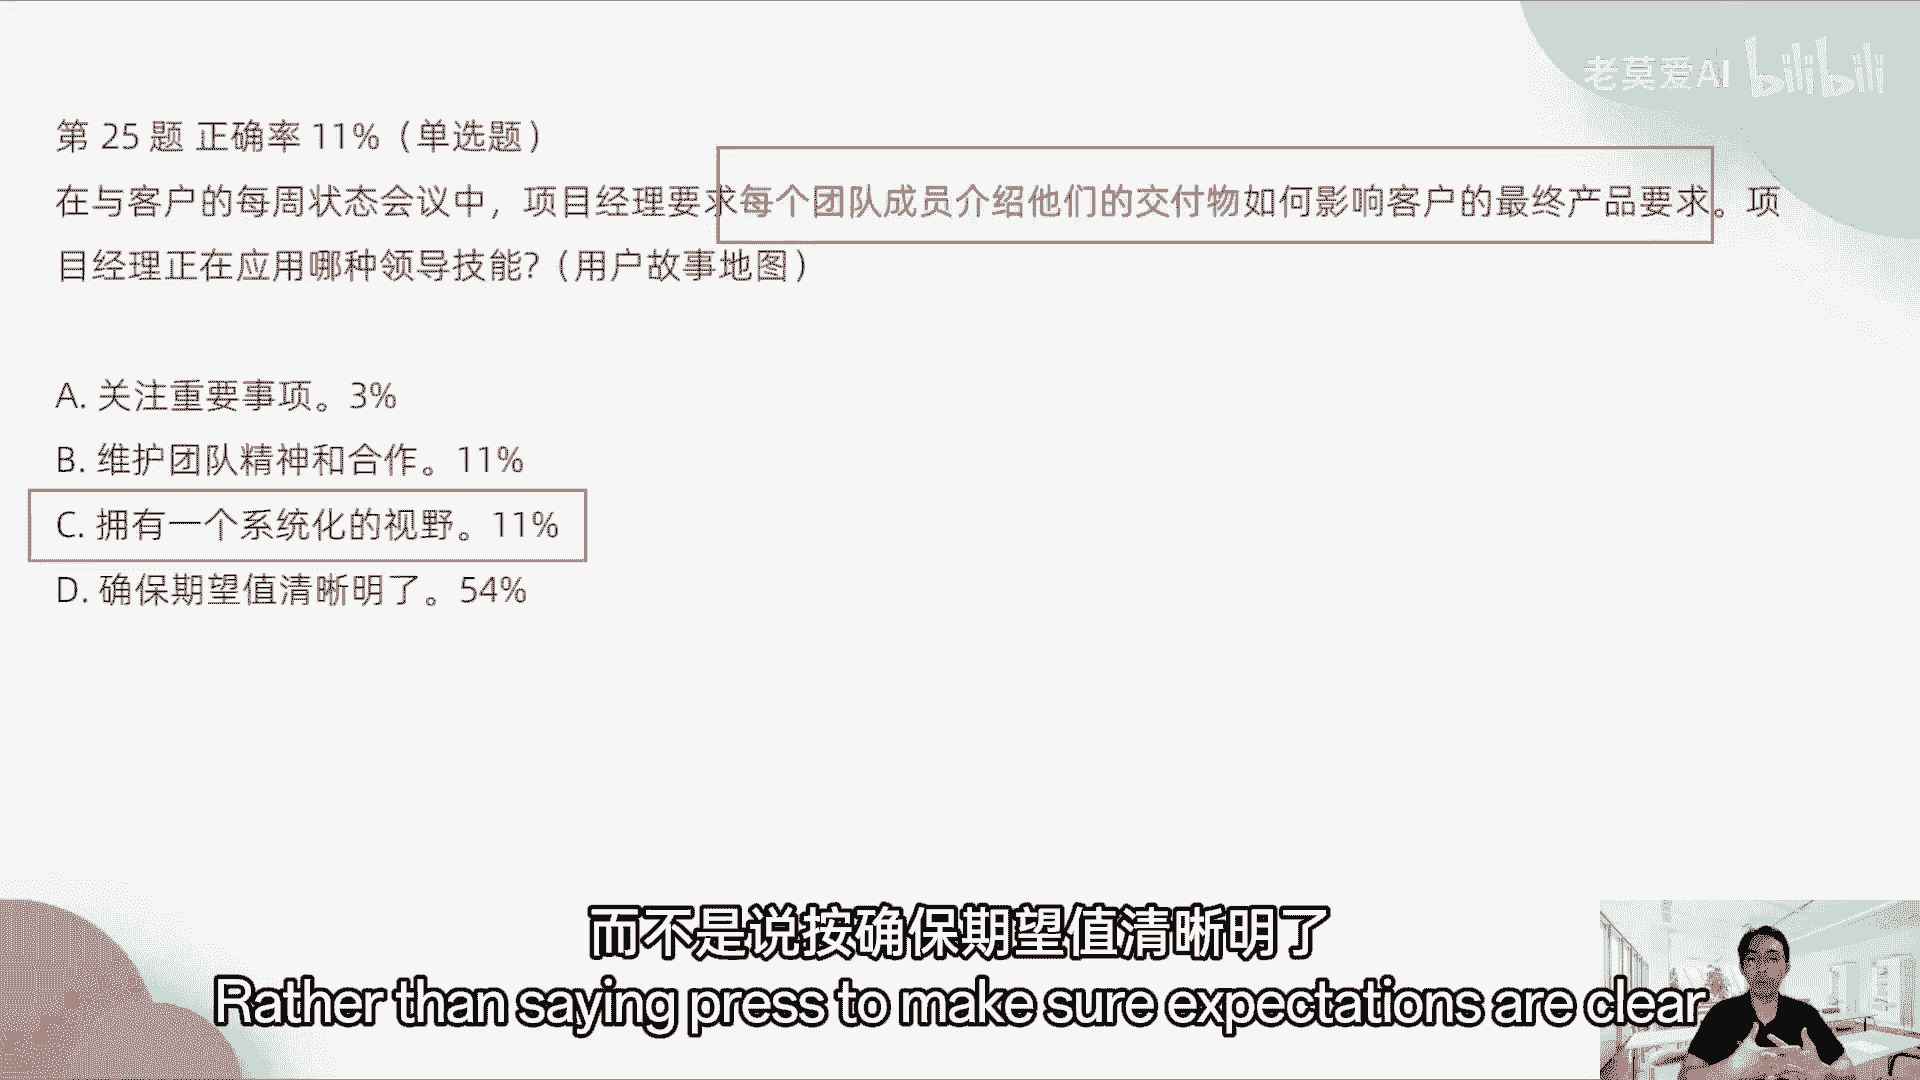 老莫爱AI bilibili
第 25 题 正确率 11%（单选题）
在与客户的每周状态会议中，项目经理要求每个团队成员介绍他们的交付物如何影响客户的最终产品要求。项
目经理正在应用哪种领导技能?（用户故事地图）
A. 关注重要事项。3%
B. 维护团队精神和合作。11%
C. 拥有一个系统化的视野。11%
D. 确保期望值清晰明了。54%
而不是说按确保期望值清晰明了
Rather than saying press to make sure expectations are clear